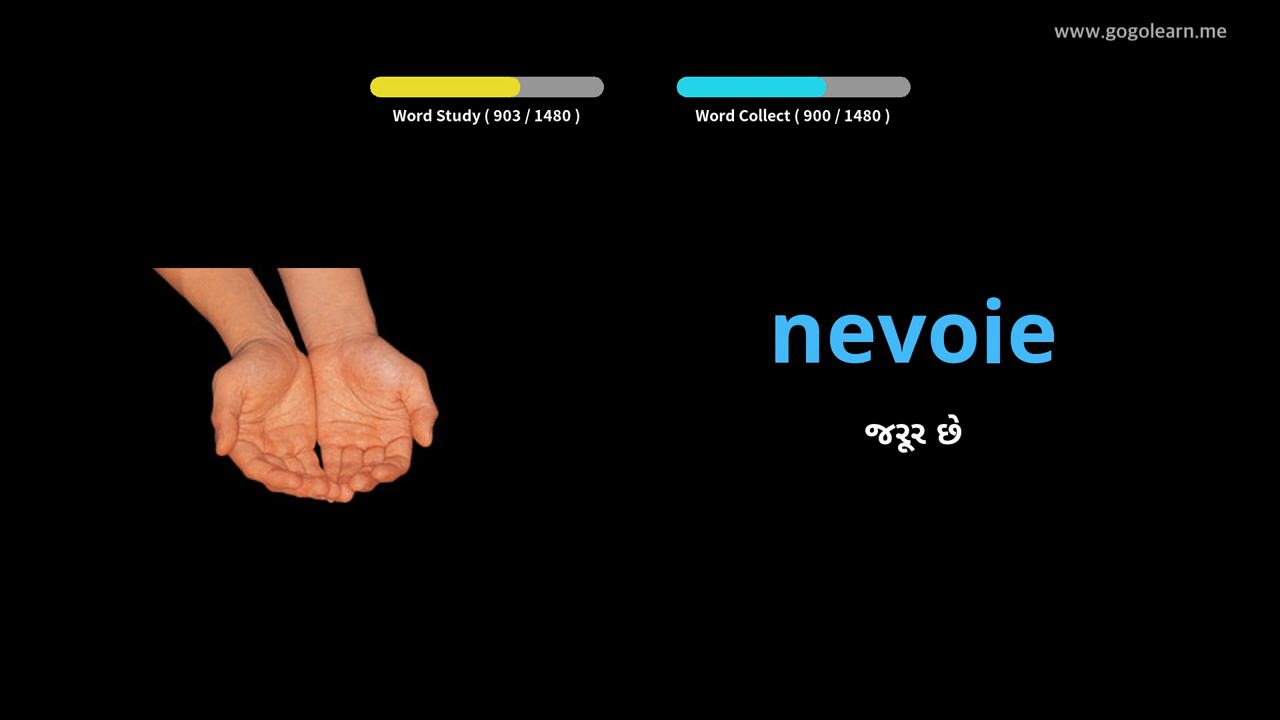 www.gogolearn.me
Word Study ( 903 / 1480 )
Word Collect ( 900 / 1480 )
nevoie
જરૂર છે